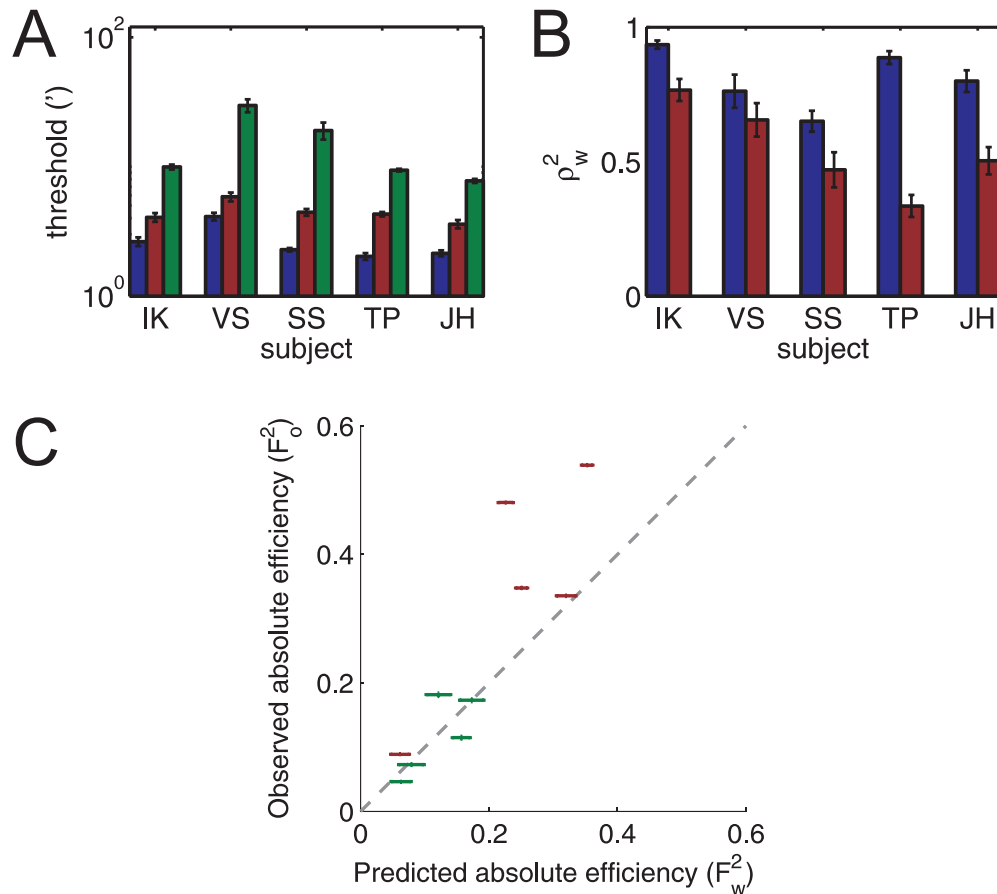 A
10²
threshold (')
10⁰
IK VS SS TP JH
subject
B
1
0.5
0
ρ²w
IK VS SS TP JH
subject
C
0.6
0.4
0.2
0
Observed absolute efficiency (F²o)
0 0.2 0.4 0.6
Predicted absolute efficiency (F²w)